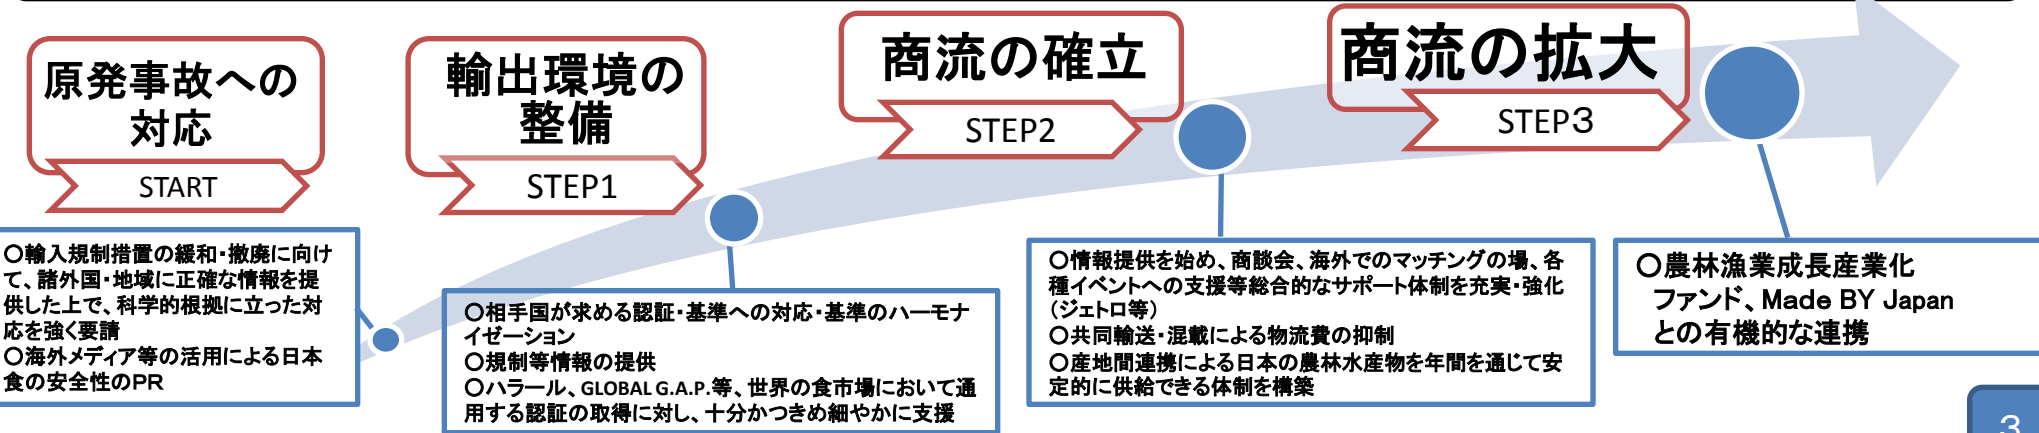 原発事故への
対応
START
〇輸入規制措置の緩和・撤廃に向け
て、諸外国・地域に正確な情報を提
供した上で、科学的根拠に立った対
応を強く要請
〇海外メディア等の活用による日本
食の安全性のPR
輸出環境の
整備
STEP1
〇相手国が求める認証・基準への対応・基準のハーモナ
イゼーション
〇規制等情報の提供
〇ハラール、GLOBAL G.A.P.等、世界の食市場において通
用する認証の取得に対し、十分かつきめ細やかに支援
商流の確立
STEP2
〇情報提供を始め、商談会、海外でのマッチングの場、各
種イベントへの支援等総合的なサポート体制を充実・強化
(ジェトロ等)
〇共同輸送・混載による物流費の抑制
〇産地間連携による日本の農林水産物を年間を通じて安
定的に供給できる体制を構築
商流の拡大
STEP3
〇農林漁業成長産業化
ファンド、Made BY Japan
との有機的な連携
3